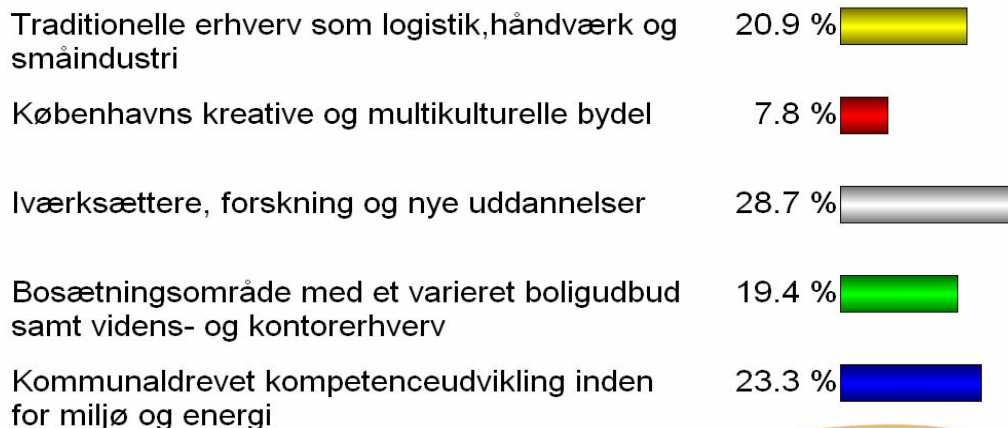 Traditionelle erhverv som logistik,håndværk og 20.9 %
småindustri
Københavns kreative og multikulturelle bydel 7.8 %
Iværksættere, forskning og nye uddannelser 28.7 %
Bosætningsområde med et varieret boligudbud 19.4 %
samt videns- og kontorerhverv
Kommunaldrevet kompetenceudvikling inden 23.3 %
for miljø og energi